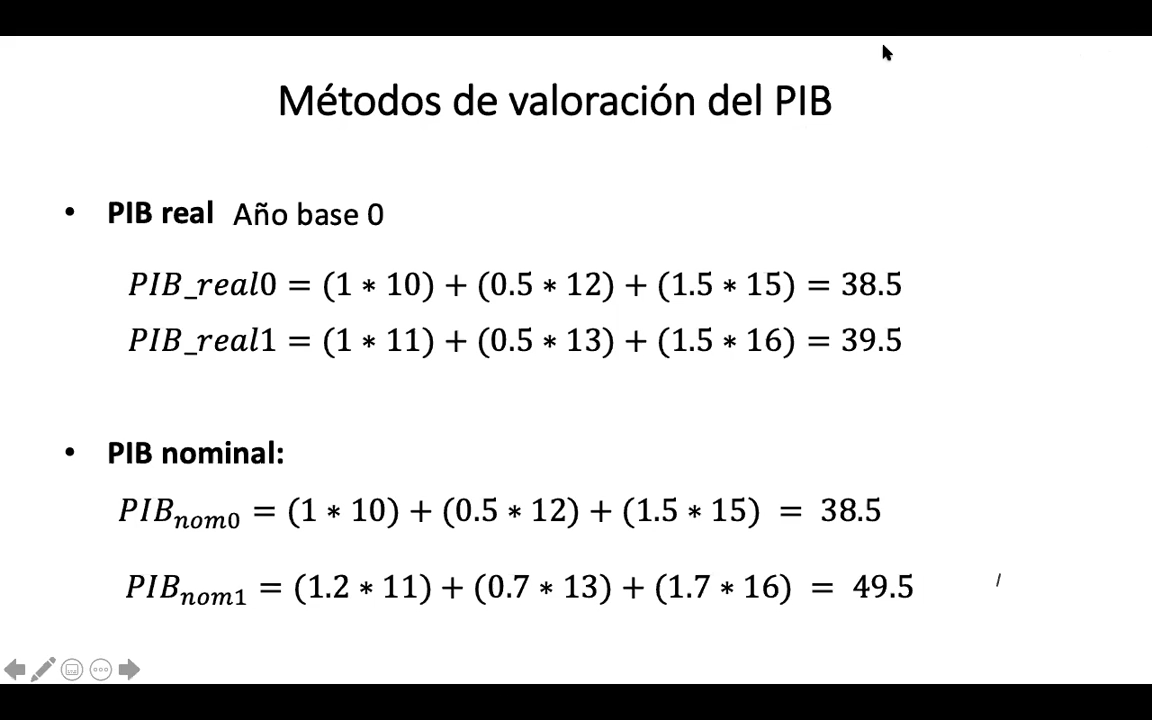 Métodos de valoración del PIB
• PIB real Año base 0
PIB_real0 = (1 ∗ 10) + (0.5 ∗ 12) + (1.5 ∗ 15) = 38.5
PIB_real1 = (1 ∗ 11) + (0.5 ∗ 13) + (1.5 ∗ 16) = 39.5
• PIB nominal:
PIBnom0 = (1 ∗ 10) + (0.5 ∗ 12) + (1.5 ∗ 15) = 38.5
PIBnom1 = (1.2 ∗ 11) + (0.7 ∗ 13) + (1.7 ∗ 16) = 49.5